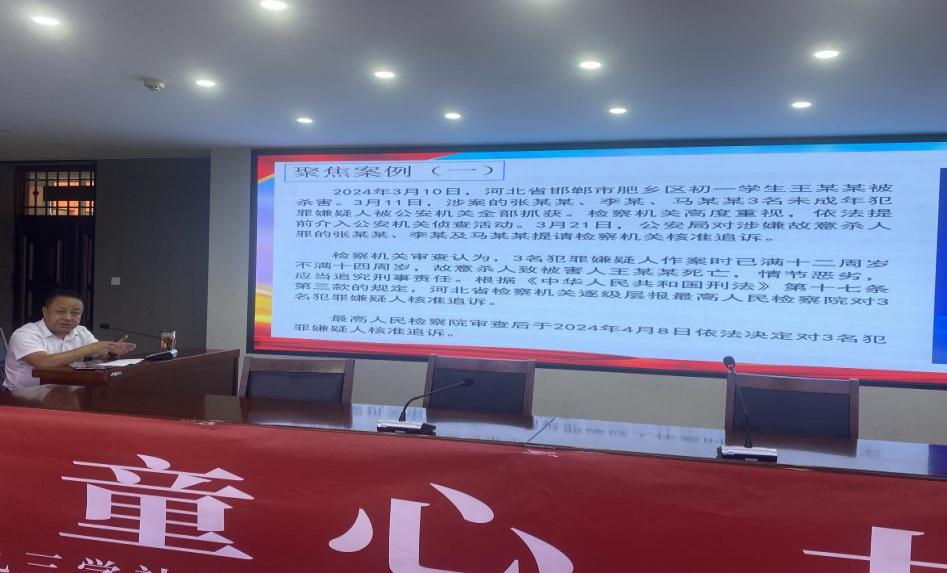 聚焦案例（一）
2024年3月10日，河北省邯郸市肥乡区初一学生王某某被
杀害。3月11日，涉案的张某某、李某、马某某3名未成年犯
罪嫌疑人被公安机关全部抓获。检察机关高度重视，依法提
前介入公安机关侦查活动。3月21日，公安局对涉嫌故意杀人
罪的张某某、李某及马某某提请检察机关核准追诉。
检察机关审查认为，3名犯罪嫌疑人作案时已满十二周岁
不满十四周岁，故意杀人致被害人王某某死亡，情节恶劣，
应当追究刑事责任。根据《中华人民共和国刑法》第十七条
第三款的规定，河北省检察机关逐级层报最高人民检察院对3
名犯罪嫌疑人核准追诉。
最高人民检察院审查后于2024年4月8日依法决定对3名犯
罪嫌疑人核准追诉。
童心
三学社